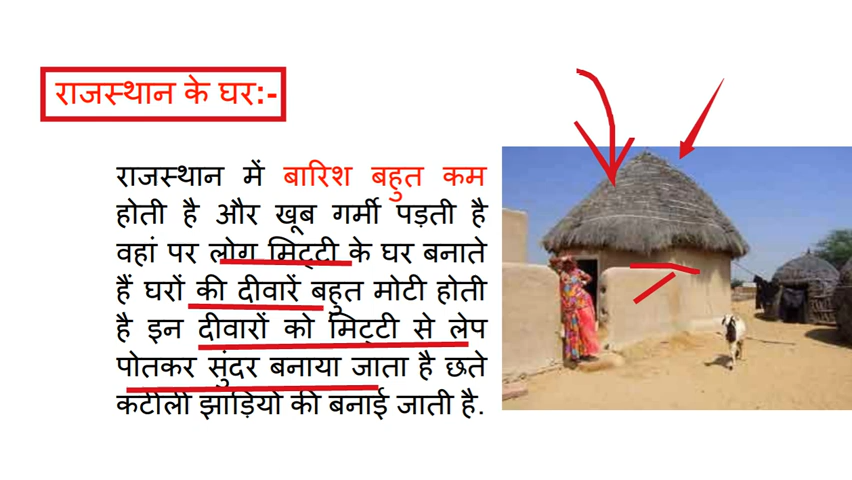 राजस्थान के घर:-
राजस्थान में बारिश बहुत कम
होती है और खूब गर्मी पड़ती है
वहां पर लोग मिट्टी के घर बनाते
हैं घरों की दीवारें बहुत मोटी होती
है इन दीवारों को मिट्टी से लेप
पोतकर सुंदर बनाया जाता है छते
कटीली झाड़ियो की बनाई जाती है.